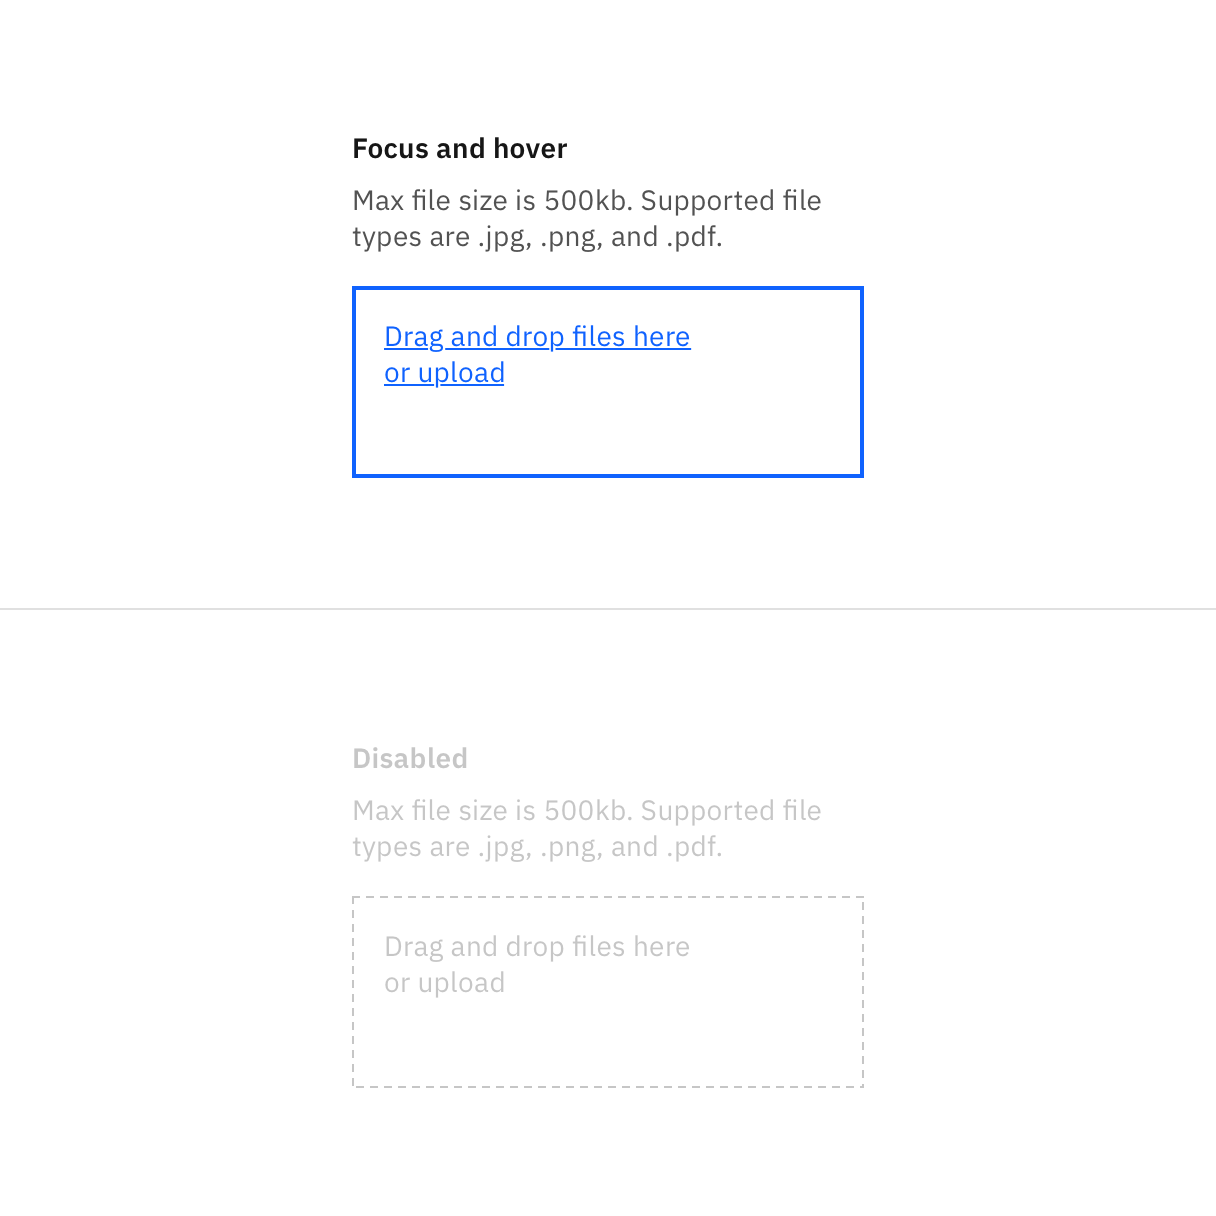 Focus and hover
Max file size is 500kb. Supported file
types are .jpg, .png, and .pdf.
Drag and drop files here
or upload
Disabled
Max file size is 500kb. Supported file
types are .jpg, .png, and .pdf.
Drag and drop files here
or upload